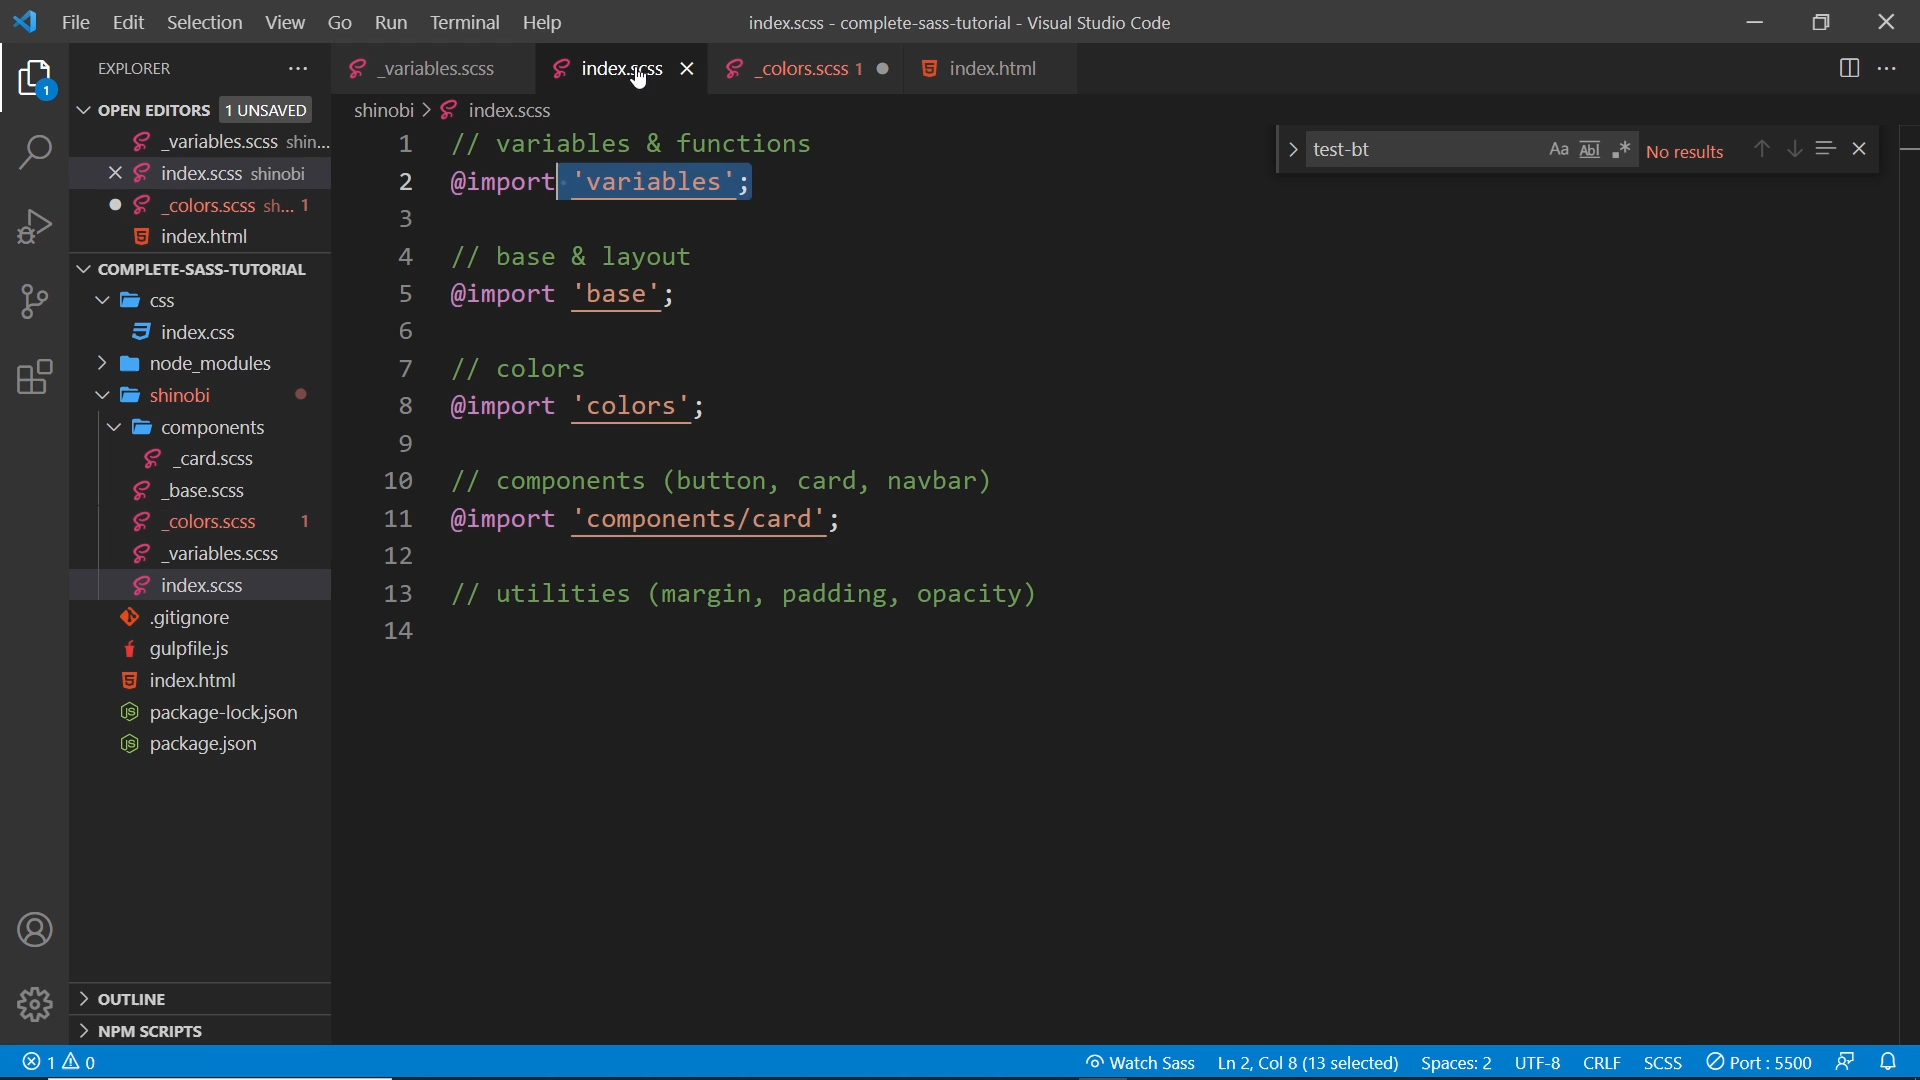 File Edit Selection View Go Run Terminal Help
index.scss - complete-sass-tutorial - Visual Studio Code
EXPLORER
_variables.scss
index.scss
_colors.scss 1
index.html
OPEN EDITORS 1 UNSAVED
_variables.scss shin...
index.scss shinobi
_colors.scss sh... 1
index.html
COMPLETE-SASS-TUTORIAL
css
index.css
node_modules
shinobi
components
_card.scss
_base.scss
_colors.scss 1
_variables.scss
index.scss
.gitignore
gulpfile.js
index.html
package-lock.json
package.json
OUTLINE
NPM SCRIPTS
shinobi > index.scss
1 // variables & functions
2 @import 'variables';
3
4 // base & layout
5 @import 'base';
6
7 // colors
8 @import 'colors';
9
10 // components (button, card, navbar)
11 @import 'components/card';
12
13 // utilities (margin, padding, opacity)
14
test-bt Aa Abl .* No results
1 0 Watch Sass Ln 2, Col 8 (13 selected) Spaces: 2 UTF-8 CRLF SCSS Port : 5500
1